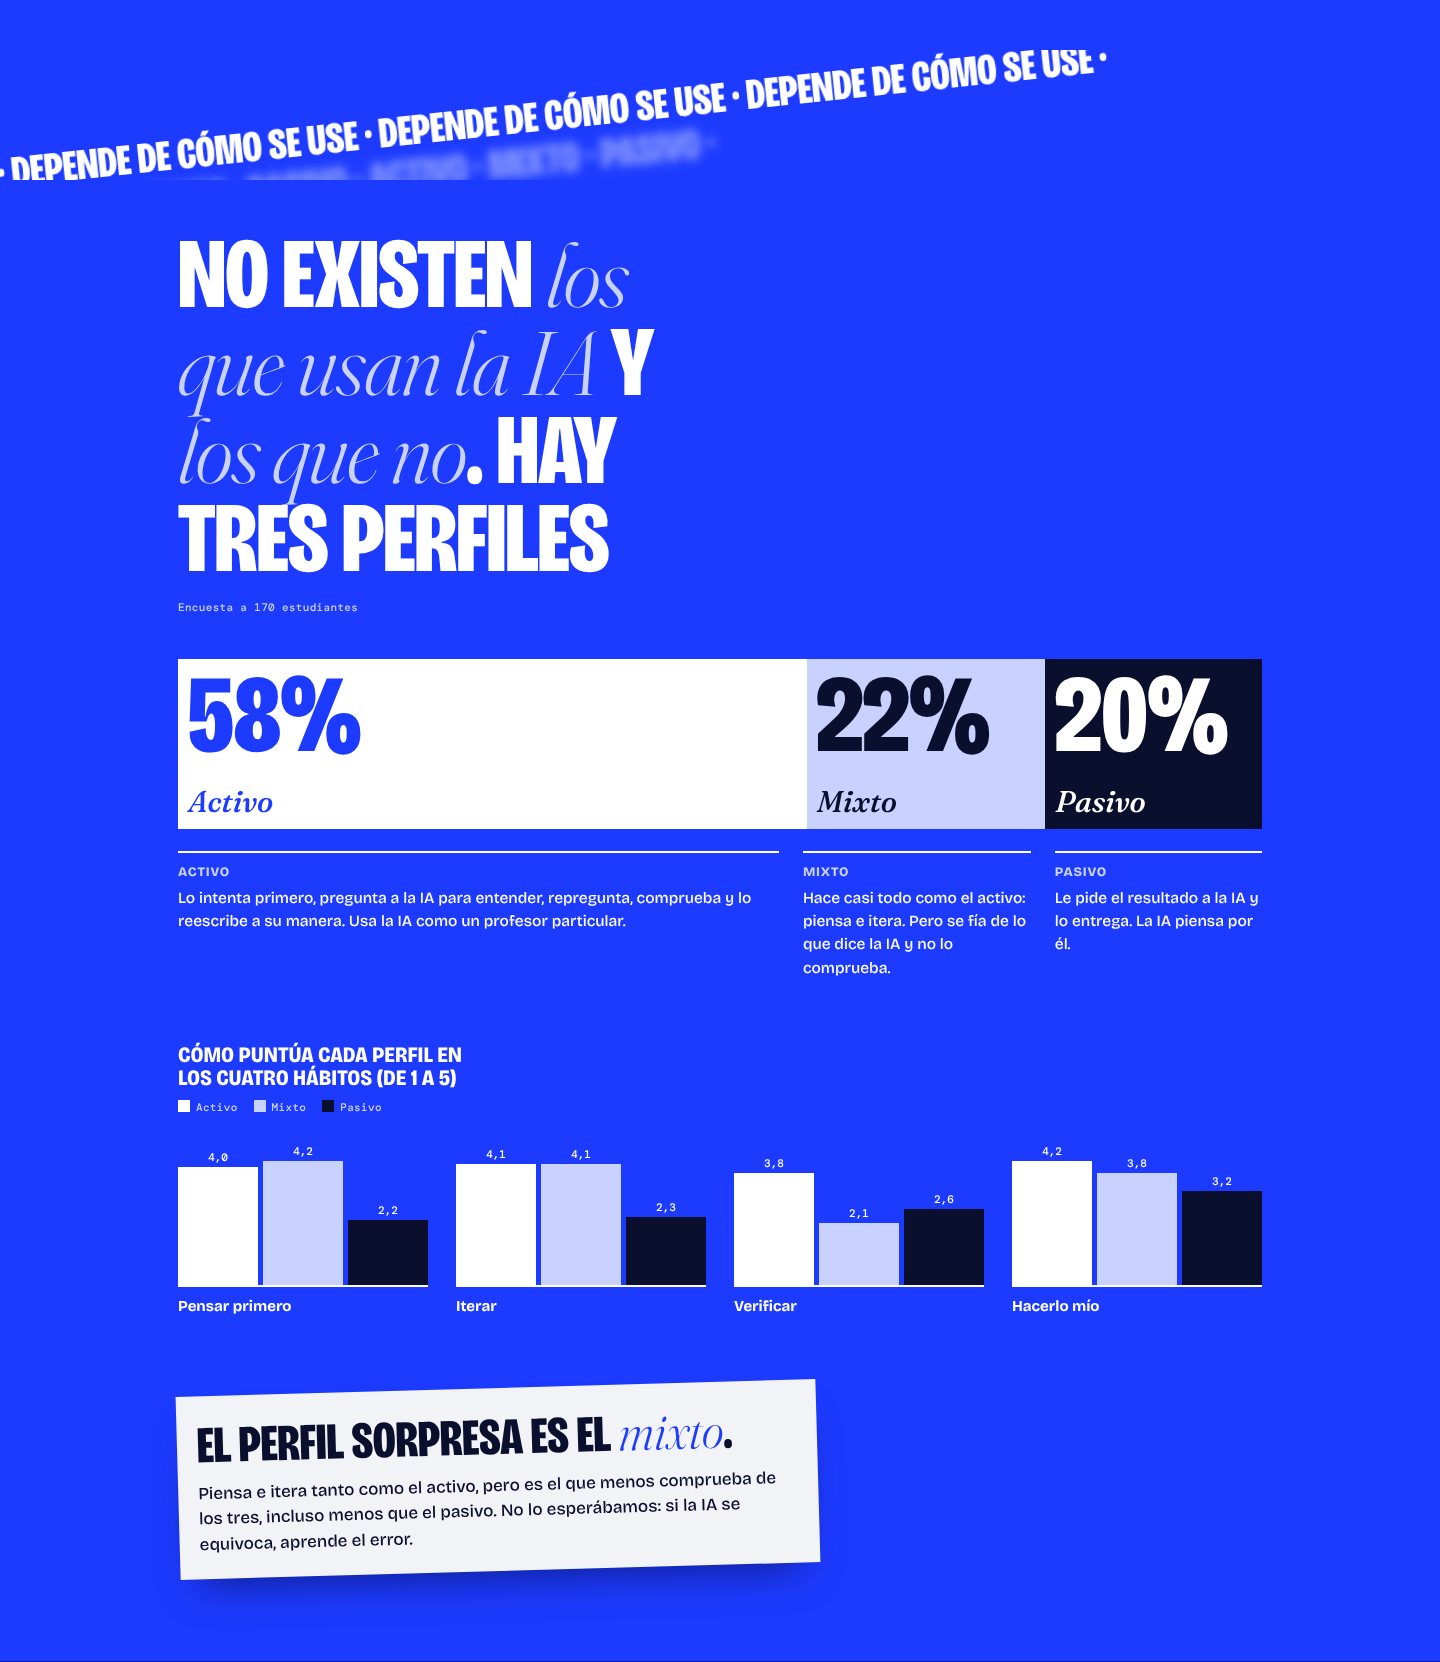 · DEPENDE DE CÓMO SE USE · DEPENDE DE CÓMO SE USE · DEPENDE DE CÓMO SE USE ·
PASIVO · ACTIVO · MIXTO · PASIVO ·
NO EXISTEN los
que usan la IA Y
los que no. HAY
TRES PERFILES
Encuesta a 170 estudiantes
58%
Activo
22%
Mixto
20%
Pasivo
ACTIVO
Lo intenta primero, pregunta a la IA para entender, repregunta, comprueba y lo
reescribe a su manera. Usa la IA como un profesor particular.
MIXTO
Hace casi todo como el activo:
piensa e itera. Pero se fía de lo
que dice la IA y no lo
comprueba.
PASIVO
Le pide el resultado a la IA y
lo entrega. La IA piensa por
él.
CÓMO PUNTÚA CADA PERFIL EN
LOS CUATRO HÁBITOS (DE 1 A 5)
Activo Mixto Pasivo
4,0 4,2 2,2
Pensar primero
4,1 4,1 2,3
Iterar
3,8 2,1 2,6
Verificar
4,2 3,8 3,2
Hacerlo mío
EL PERFIL SORPRESA ES EL mixto.
Piensa e itera tanto como el activo, pero es el que menos comprueba de
los tres, incluso menos que el pasivo. No lo esperábamos: si la IA se
equivoca, aprende el error.